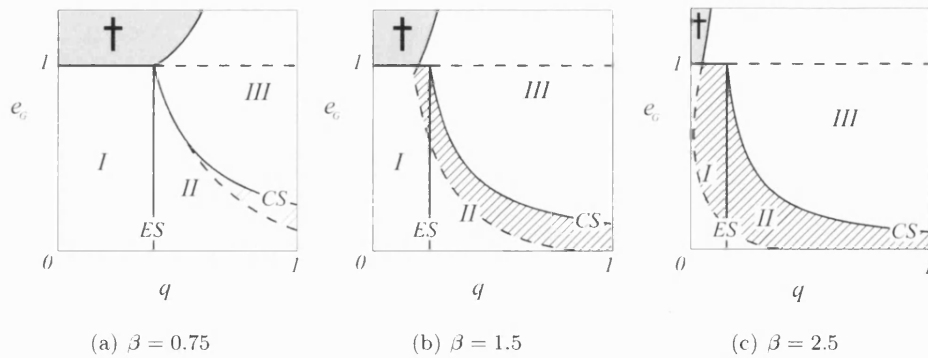 † † †
1 1 1
III III III
e_G e_G e_G
I I I
II II II
CS CS CS
ES ES ES
0 1 0 1 0 1
q q q
(a) β = 0.75 (b) β = 1.5 (c) β = 2.5